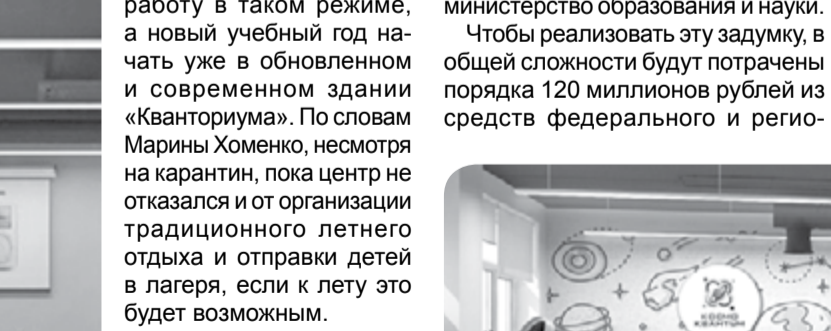 работу в таком режиме,
а новый учебный год на-
чать уже в обновленном
и современном здании
«Кванториума». По словам
Марины Хоменко, несмотря
на карантин, пока центр не
отказался и от организации
традиционного летнего
отдыха и отправки детей
в лагеря, если к лету это
будет возможным.
министерство образования и науки.
Чтобы реализовать эту задумку, в
общей сложности будут потрачены
порядка 120 миллионов рублей из
средств федерального и регио-
КОСМО
КВАНТУМ